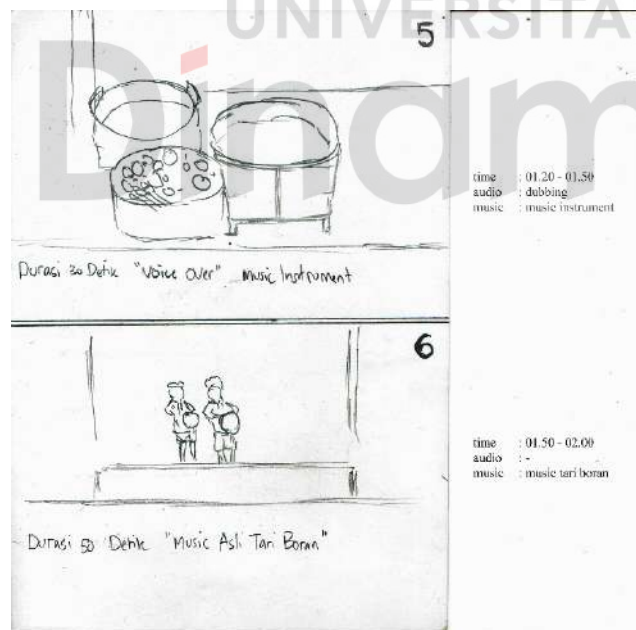 UNIVERSITA
Dinam
5
time : 01.20 - 01.50
audio : dubbing
music : music instrument
Durasi 30 Detik "Voice Over" Music Instrument
6
time : 01.50 - 02.00
audio : -
music : music tari boran
Durasi 50 Detik "Music Asli Tari Boran"